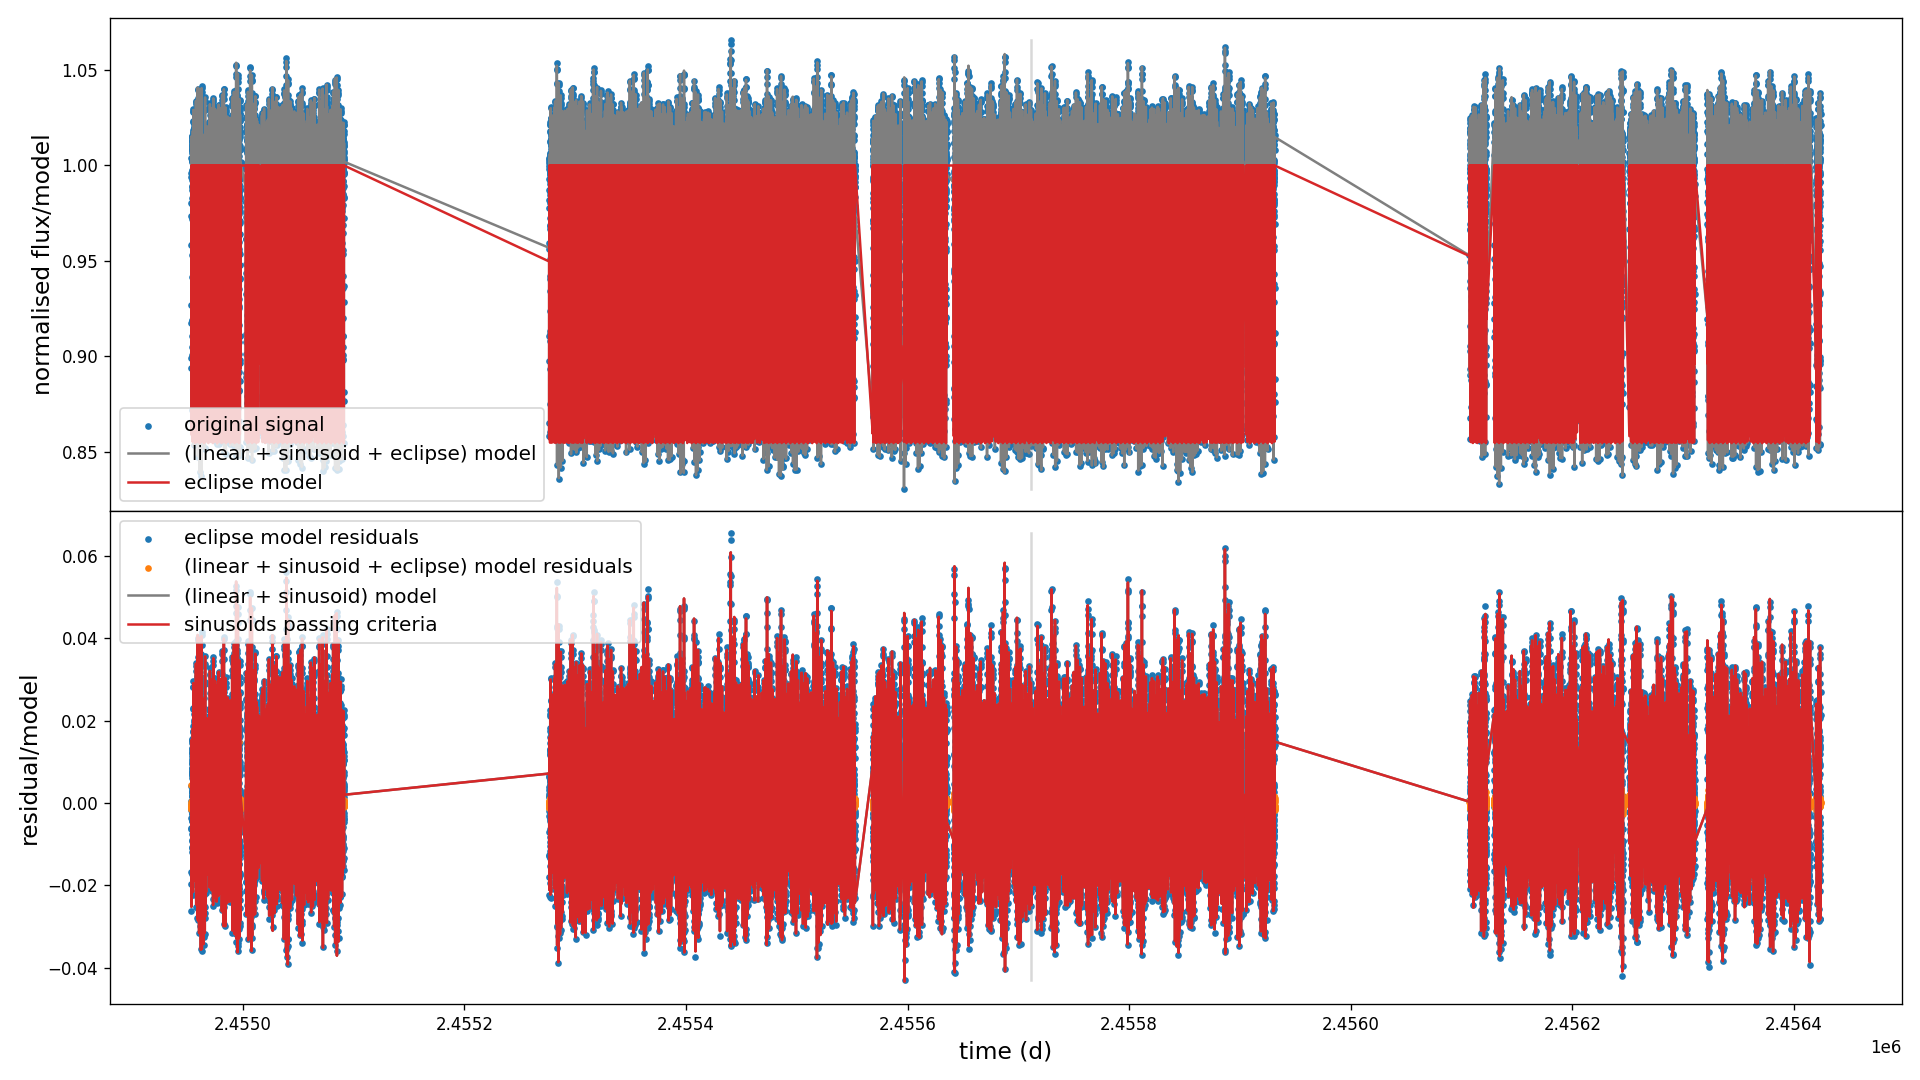 normalised flux/model
1.05
1.00
0.95
0.90
0.85
original signal
(linear + sinusoid + eclipse) model
eclipse model
residual/model
0.06
0.04
0.02
0.00
−0.02
−0.04
eclipse model residuals
(linear + sinusoid + eclipse) model residuals
(linear + sinusoid) model
sinusoids passing criteria
2.4550
2.4552
2.4554
2.4556
2.4558
2.4560
2.4562
2.4564
1e6
time (d)